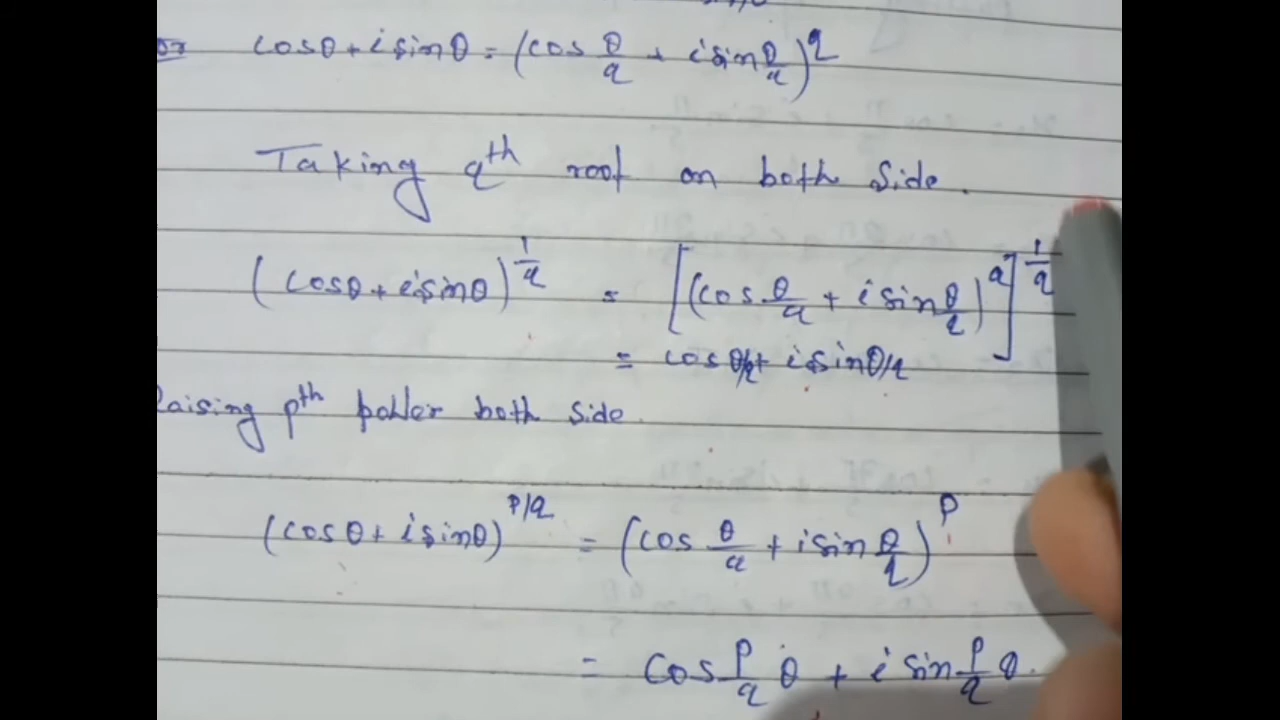 or cosθ + i sinθ = (cos θ/q + i sin θ/q)^q
Taking q^th root on both side.
(cosθ + i sinθ)^1/q = [(cos θ/q + i sin θ/q)^q]^1/q
= cos θ/q + i sin θ/q
Raising p^th power both side.
(cosθ + i sinθ)^p/q = (cos θ/q + i sin θ/q)^p
= cos p/q θ + i sin p/q θ.